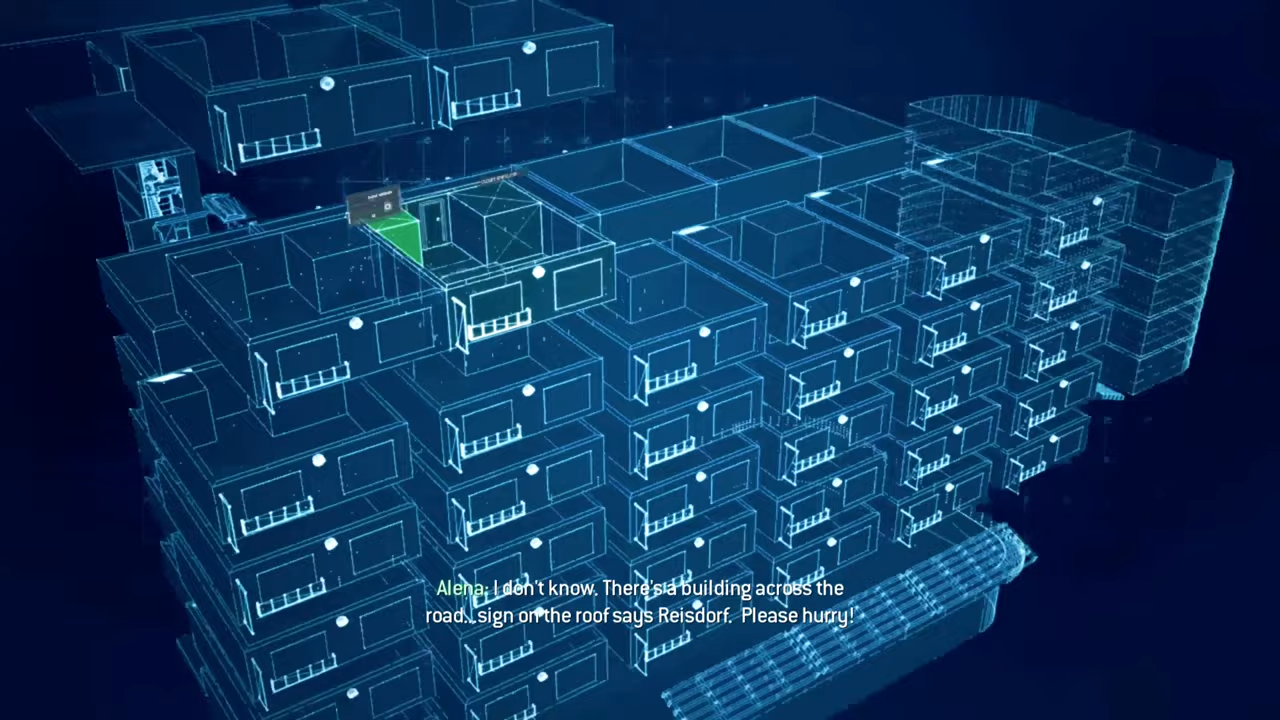 Alena: I don't know. There's a building across the
road...sign on the roof says Reisdorf.  Please hurry!